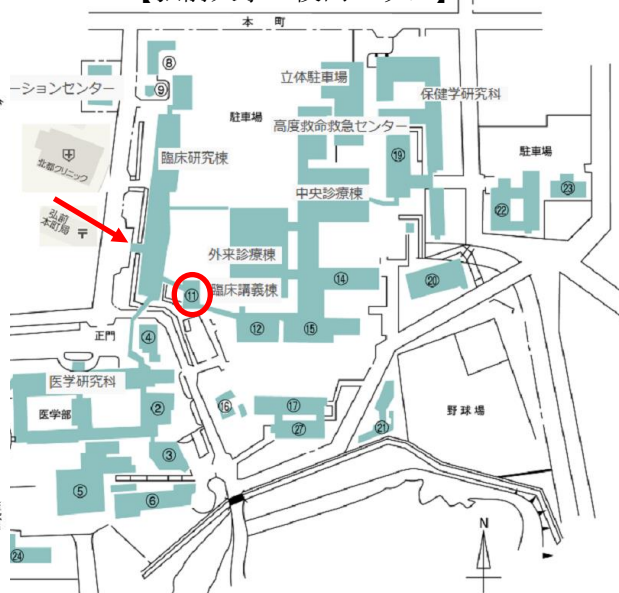 本 町
⑧
立体駐車場
ーションセンター
⑨
保健学研究科
駐車場
高度救命救急センター
駐車場
臨床研究棟
⑲
北都クリニック
中央診療棟
㉓
㉒
弘前
本町局
〒
外来診療棟
⑭
⑳
⑪
臨床講義棟
正門
④
⑫
⑮
医学研究科
医学部
②
⑯
⑰
野球場
㉗
㉑
③
⑤
⑥
N
㉔